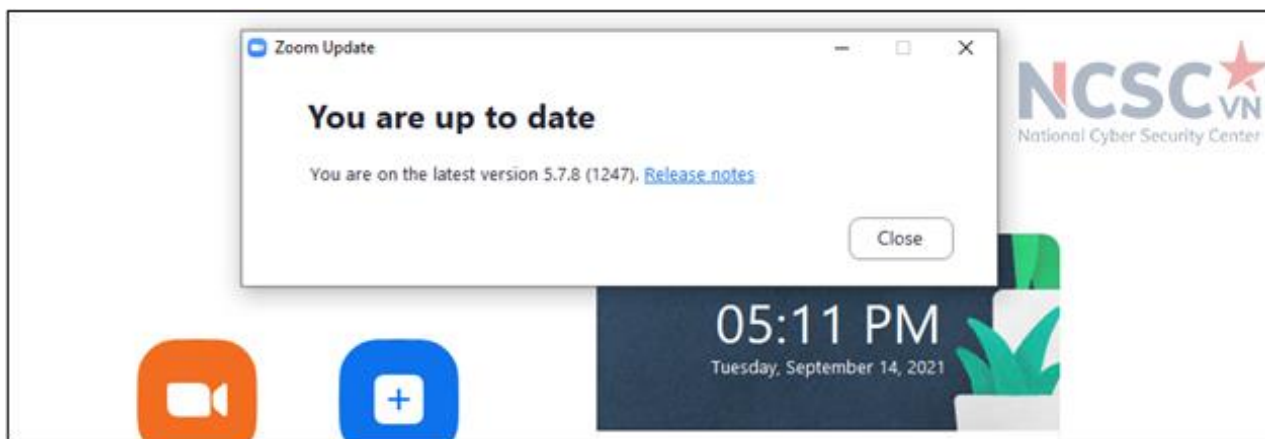 Zoom Update
You are up to date
You are on the latest version 5.7.8 (1247). Release notes
Close
NCSC VN
National Cyber Security Center
05:11 PM
Tuesday, September 14, 2021